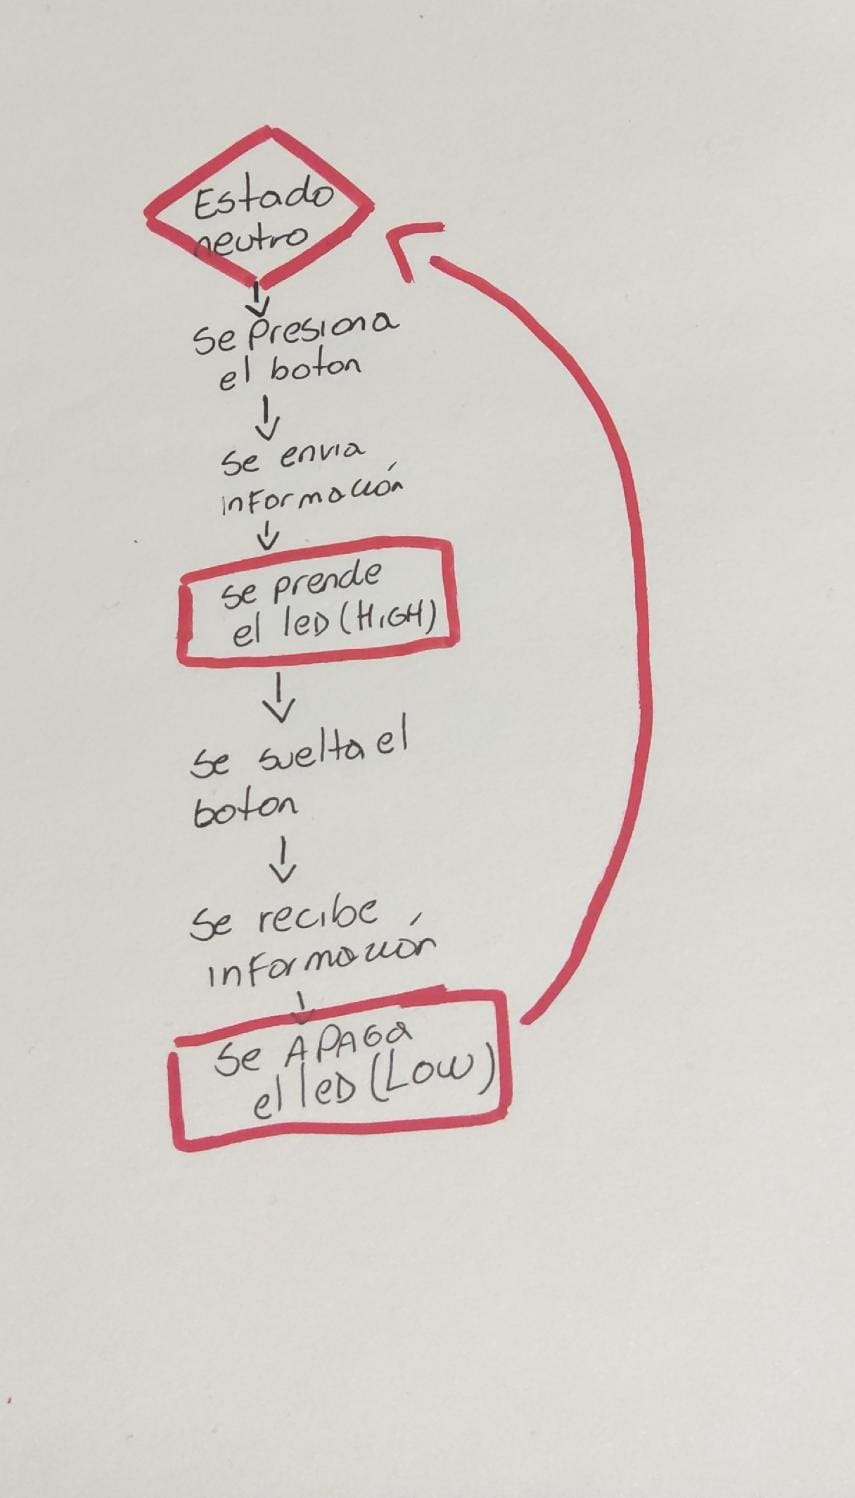 Estado
neutro
Se Presiona
el boton
Se envia
información
Se prende
el leD (HIGH)
Se suelta el
boton
Se recibe
información
Se APAGa
el leD (Low)